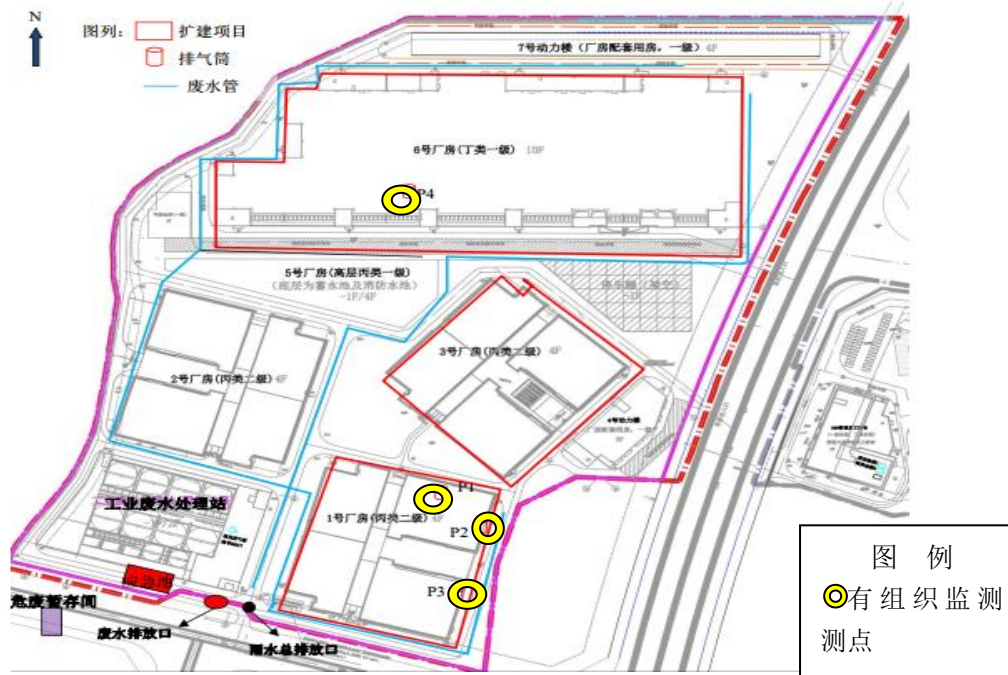 N
图列：
扩建项目
排气筒
废水管
7号动力楼（厂房配套用房，一级）4F
6号厂房(丁类一级) 10F
P4
5号厂房(高层丙类一级)
(底层为蓄水池及消防水池)
-1F/4F
3号厂房(丙类二级) 4F
2号厂房(丙类二级) 4F
4号动力楼
工业废水处理站
P1
1号厂房(丙类二级)
P2
P3
危废暂存间
废水排放口
雨水总排放口
图 例
有组织监测
测点